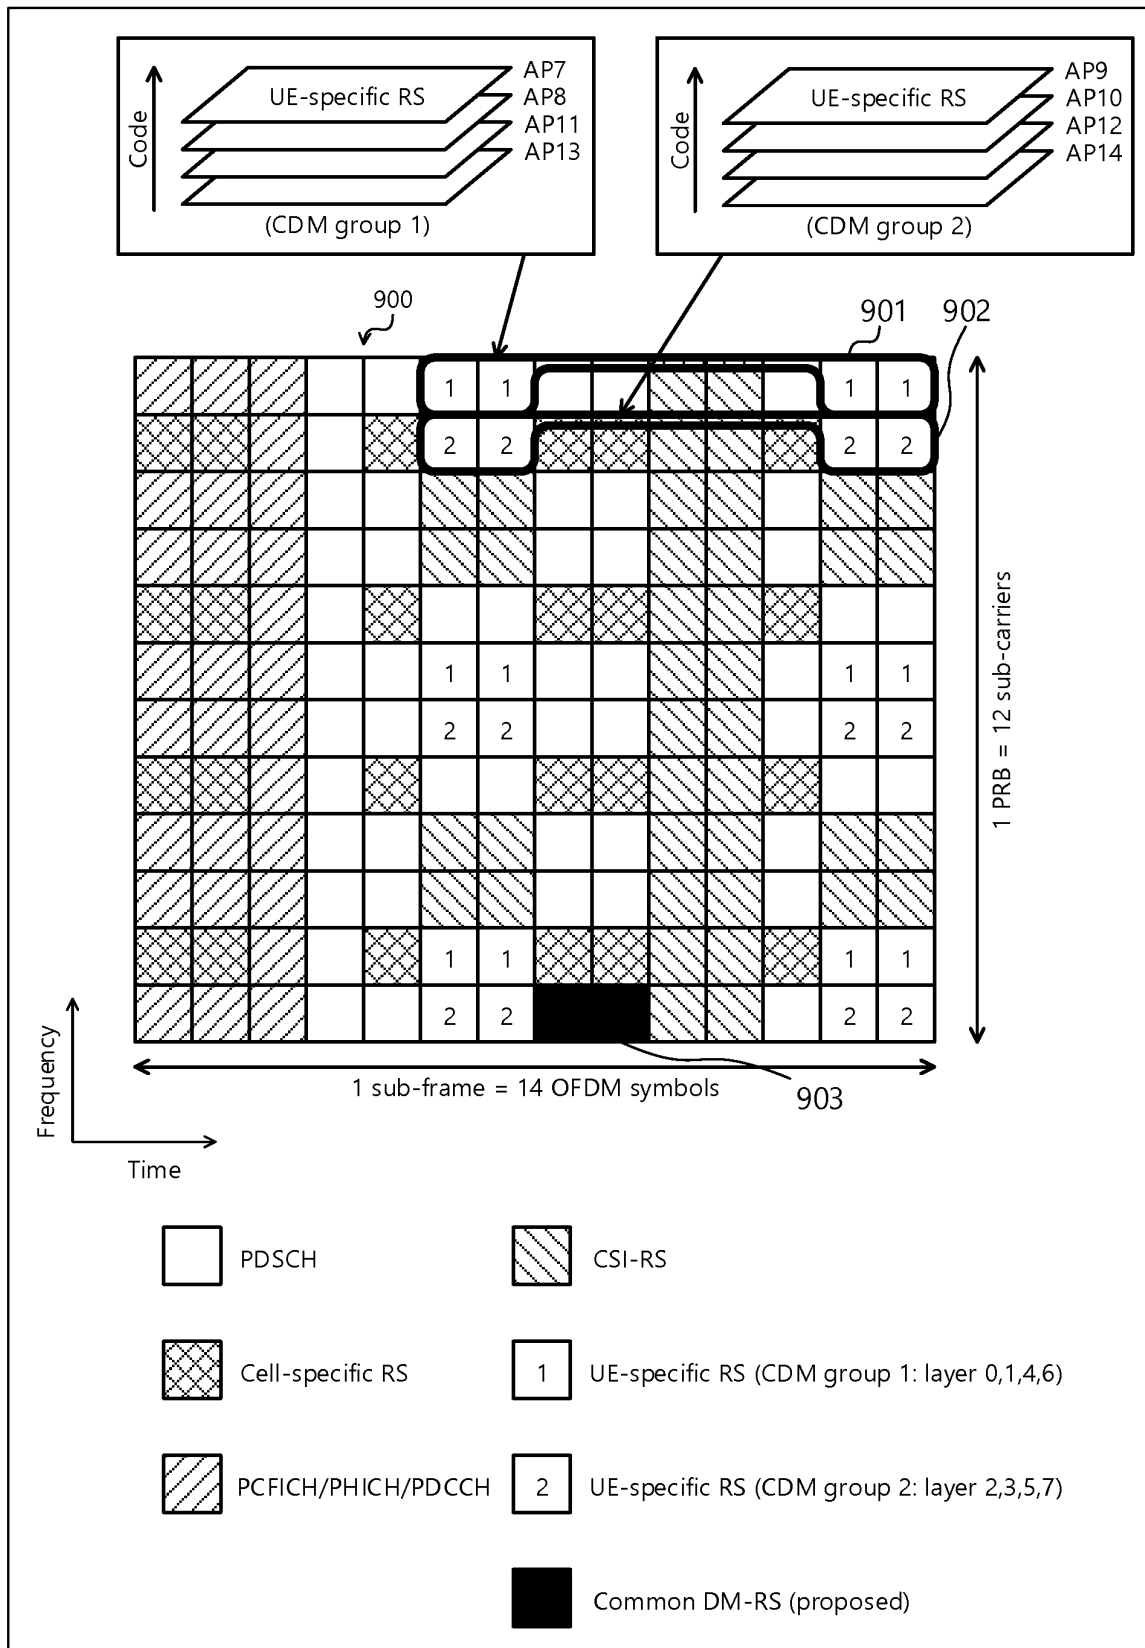 AP7
UE-specific RS
AP8
AP11
AP13
Code
(CDM group 1)
AP9
UE-specific RS
AP10
AP12
AP14
Code
(CDM group 2)
900
901
902
1 1 1 1
2 2 2 2
1 1 1 1
2 2 2 2
1 1 1 1
2 2 2 2
1 PRB = 12 sub-carriers
1 sub-frame = 14 OFDM symbols
903
Frequency
Time
PDSCH
CSI-RS
Cell-specific RS
1 UE-specific RS (CDM group 1: layer 0,1,4,6)
PCFICH/PHICH/PDCCH
2 UE-specific RS (CDM group 2: layer 2,3,5,7)
Common DM-RS (proposed)